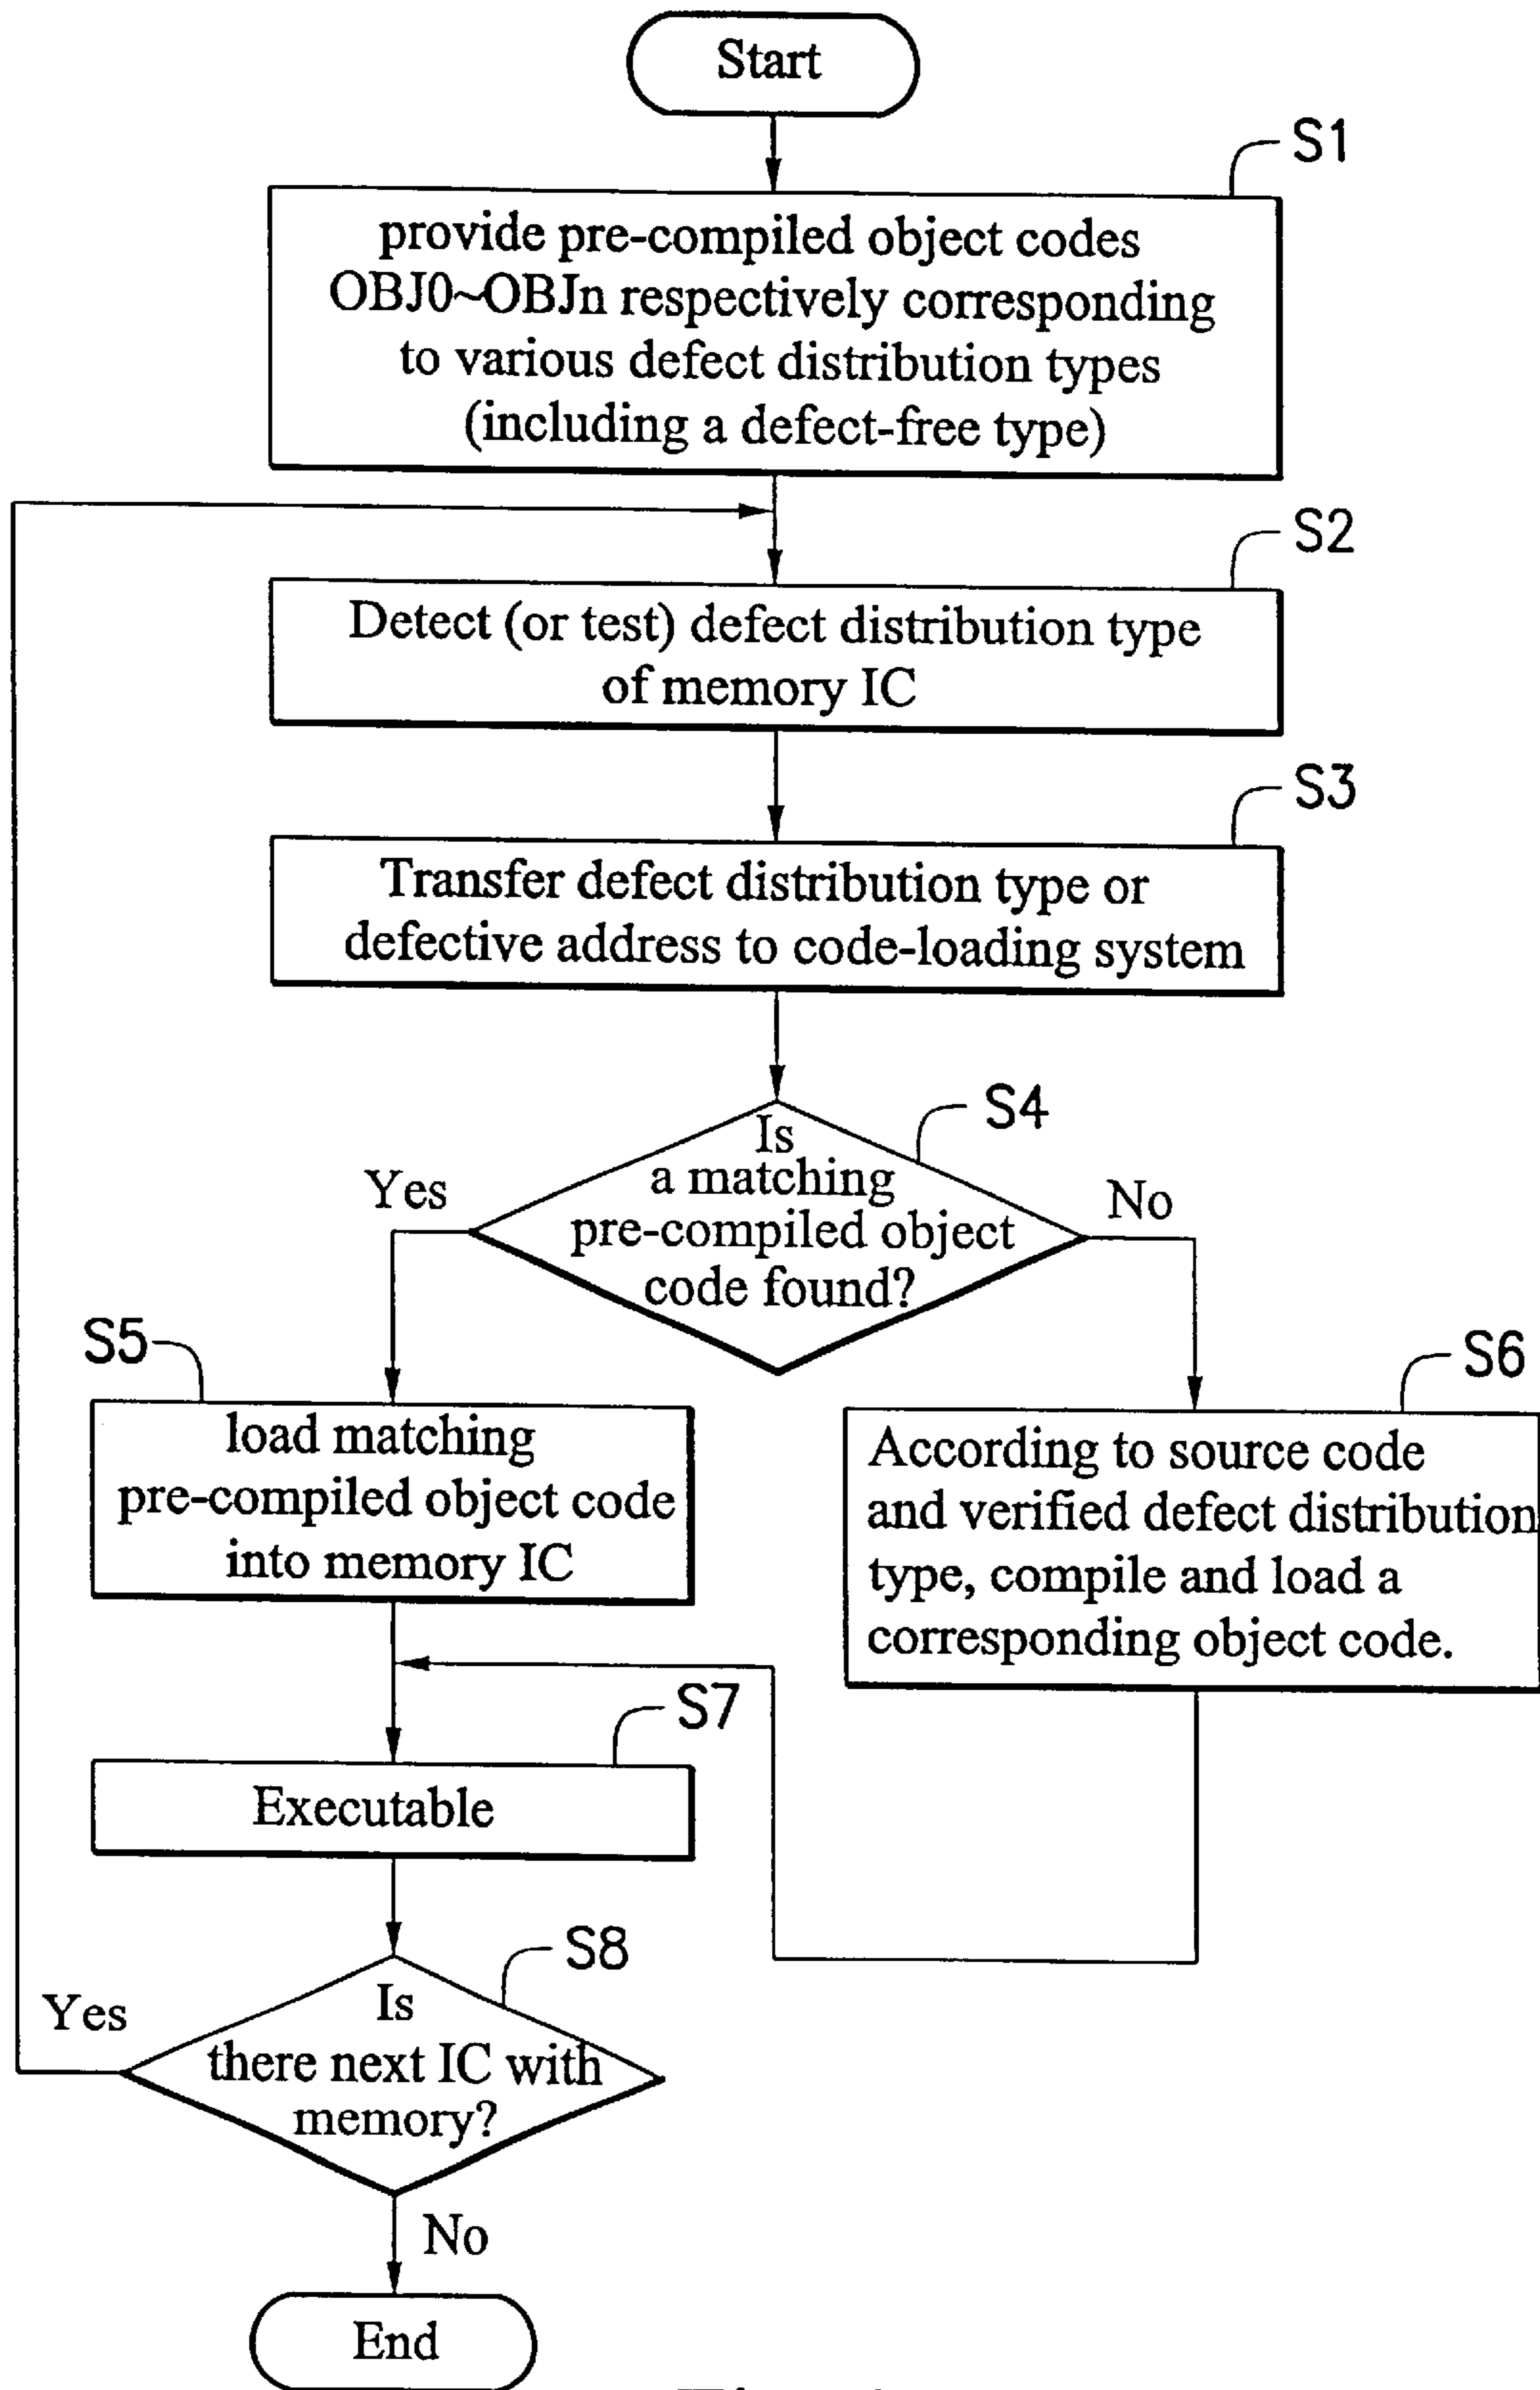 Start
S1
provide pre-compiled object codes
OBJ0~OBJn respectively corresponding
to various defect distribution types
(including a defect-free type)
S2
Detect (or test) defect distribution type
of memory IC
S3
Transfer defect distribution type or
defective address to code-loading system
S4
Is
a matching
pre-compiled object
code found?
Yes
No
S5
load matching
pre-compiled object code
into memory IC
S6
According to source code
and verified defect distribution
type, compile and load a
corresponding object code.
S7
Executable
S8
Is
there next IC with
memory?
Yes
No
End